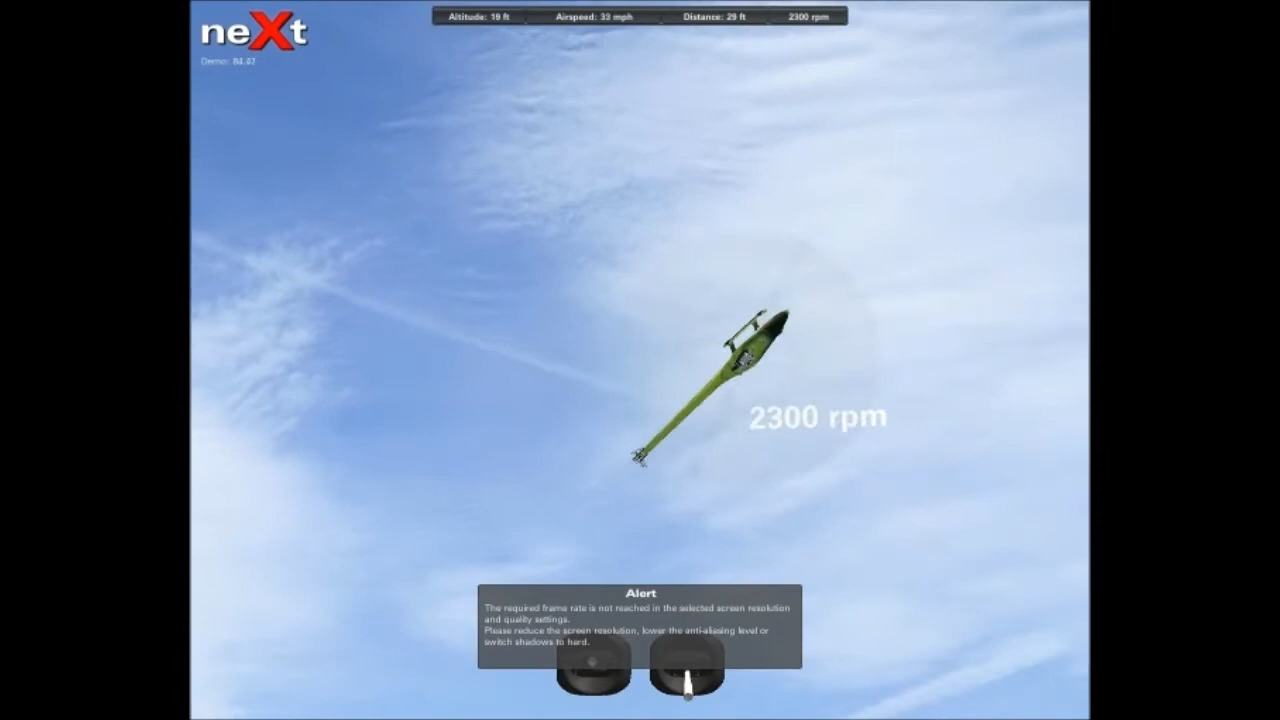 neXt
Altitude: 19 ft Airspeed: 33 mph Distance: 29 ft 2300 rpm
Demo:
2300 rpm
Alert
The required frame rate is not reached in the selected screen resolution
and quality settings.
Please reduce the screen resolution, lower the anti-aliasing level or
switch shadows to hard.